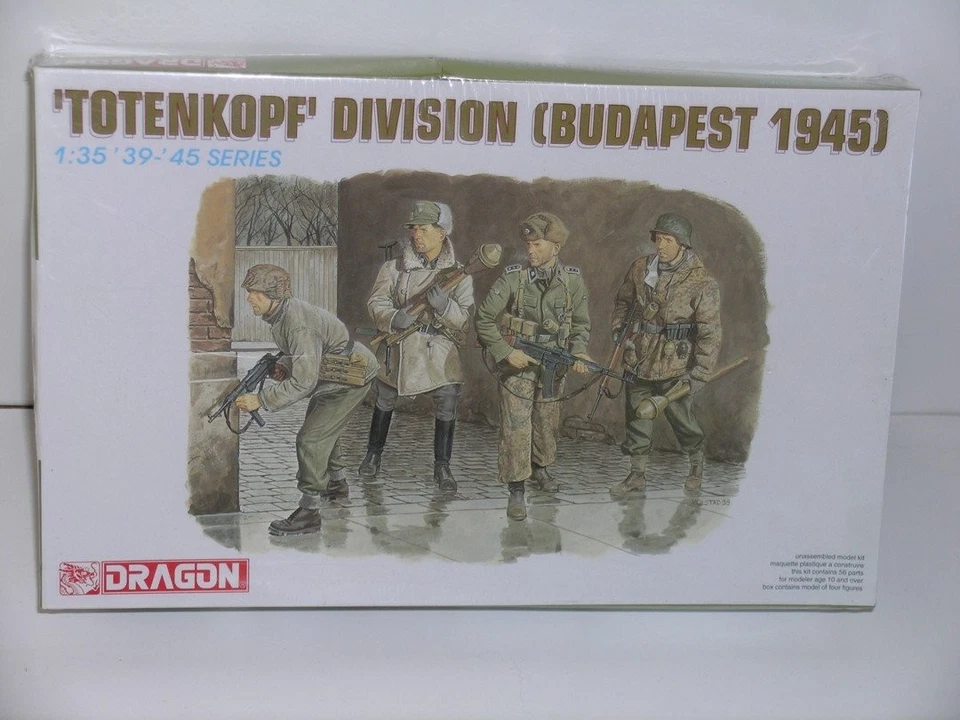 'TOTENKOPF' DIVISION (BUDAPEST 1945)
1:35 '39-'45 SERIES
DRAGON
unassembled model kit
maquette plastique a construire
this kit contains 56 parts
for modeler age 10 and over
box contains model of four figures